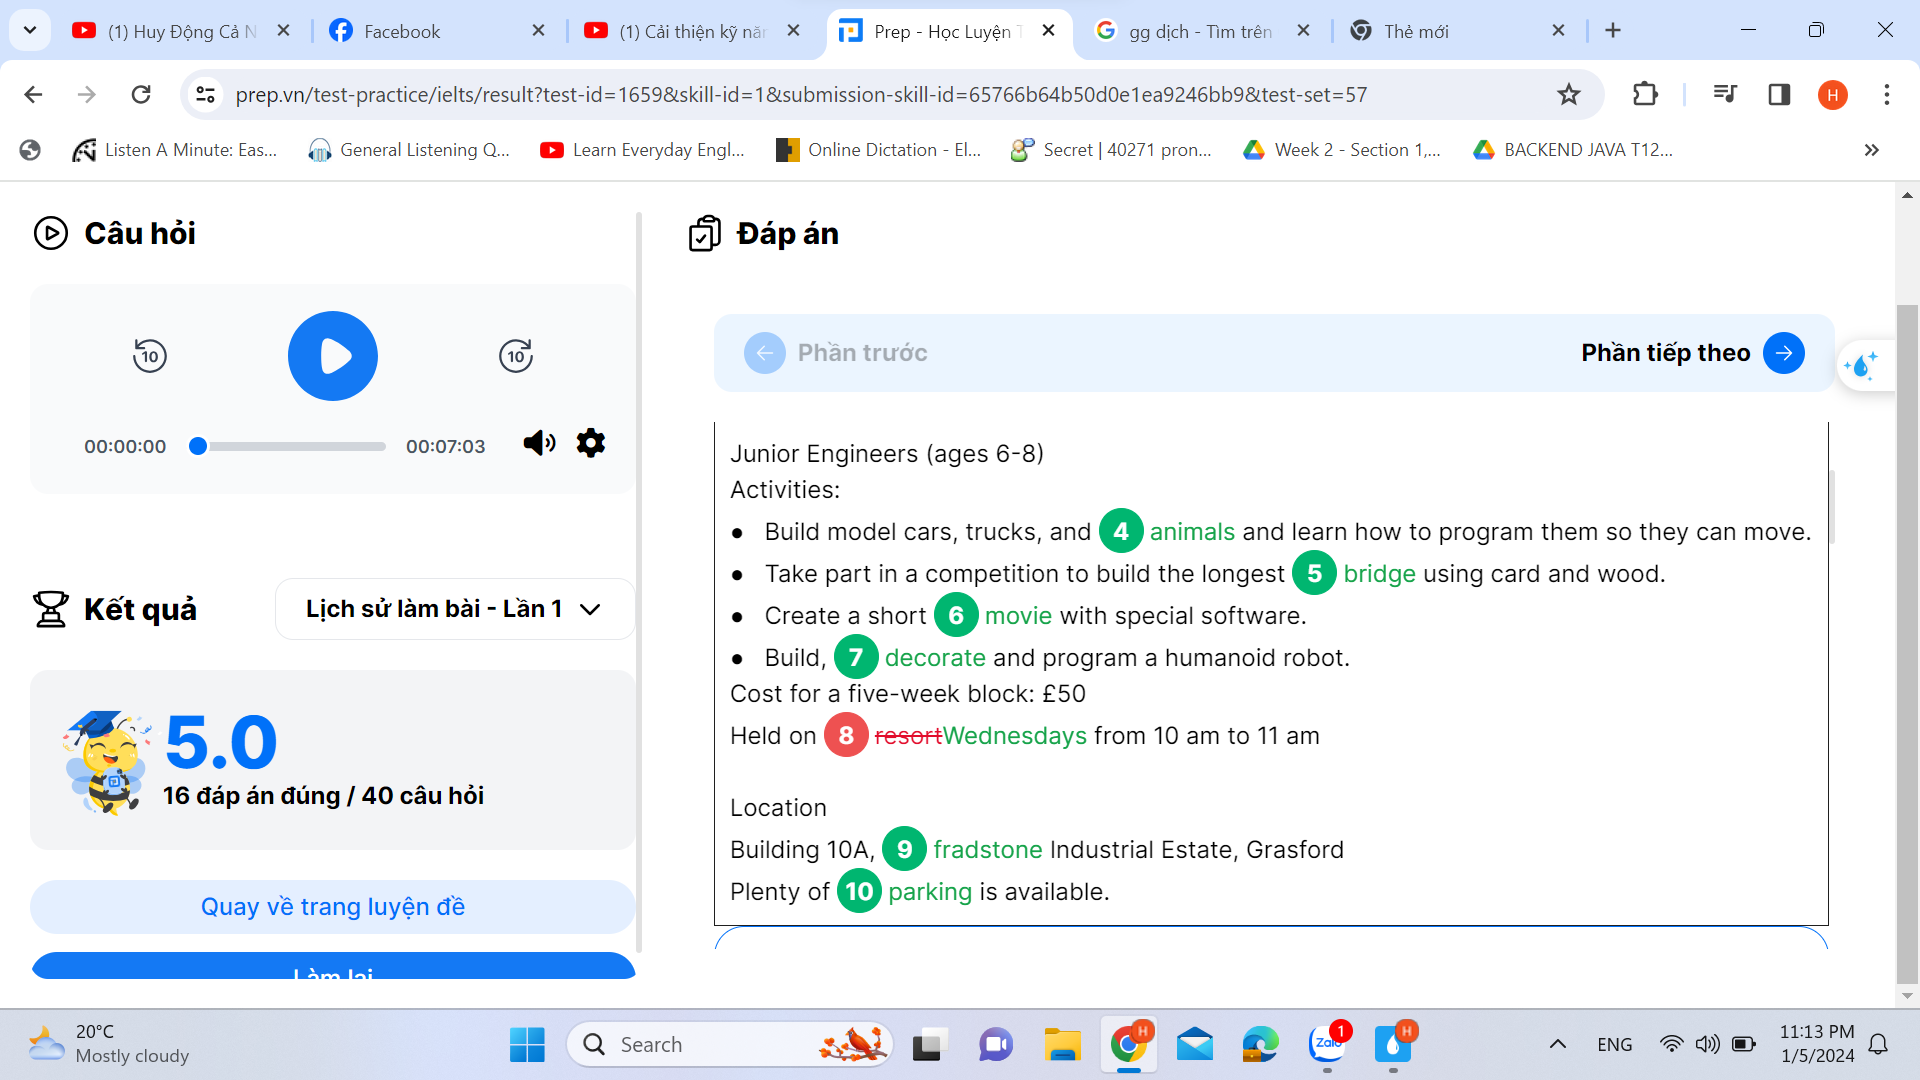 (1) Huy Động Cả N
Facebook
(1) Cải thiện kỹ năn
Prep - Học Luyện T
gg dịch - Tìm trên
Thẻ mới
prep.vn/test-practice/ielts/result?test-id=1659&skill-id=1&submission-skill-id=65766b64b50d0e1ea9246bb9&test-set=57
H
Listen A Minute: Eas...
General Listening Q...
Learn Everyday Engl...
Online Dictation - El...
Secret | 40271 pron...
Week 2 - Section 1,...
BACKEND JAVA T12...
Câu hỏi
10
10
00:00:00
00:07:03
Kết quả
Lịch sử làm bài - Lần 1
5.0
16 đáp án đúng / 40 câu hỏi
Quay về trang luyện đề
Làm lại
Đáp án
Phần trước
Phần tiếp theo
Junior Engineers (ages 6-8)
Activities:
● Build model cars, trucks, and 4 animals and learn how to program them so they can move.
● Take part in a competition to build the longest 5 bridge using card and wood.
● Create a short 6 movie with special software.
● Build, 7 decorate and program a humanoid robot.
Cost for a five-week block: £50
Held on 8 resortWednesdays from 10 am to 11 am
Location
Building 10A, 9 fradstone Industrial Estate, Grasford
Plenty of 10 parking is available.
20°C
Mostly cloudy
Search
H
Zalo
1
H
ENG
11:13 PM
1/5/2024